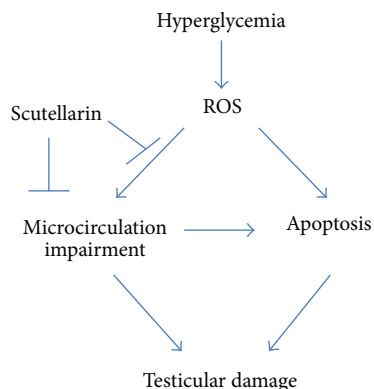 Hyperglycemia
ROS
Scutellarin
Microcirculation
impairment
Apoptosis
Testicular damage